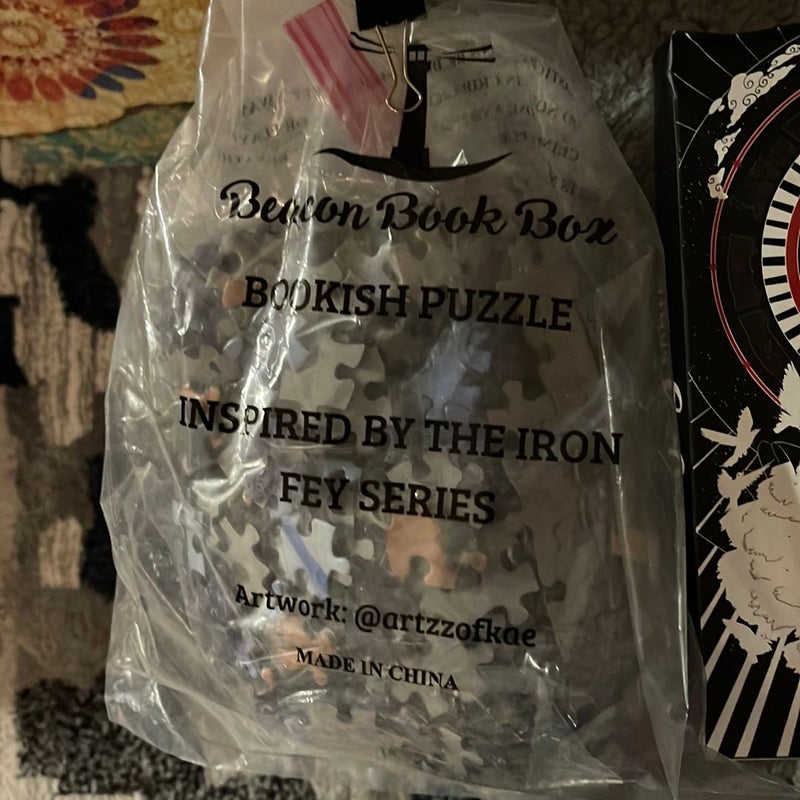 Beacon Book Box
BOOKISH PUZZLE
INSPIRED BY THE IRON
FEY SERIES
Artwork: @artzzofkae
MADE IN CHINA